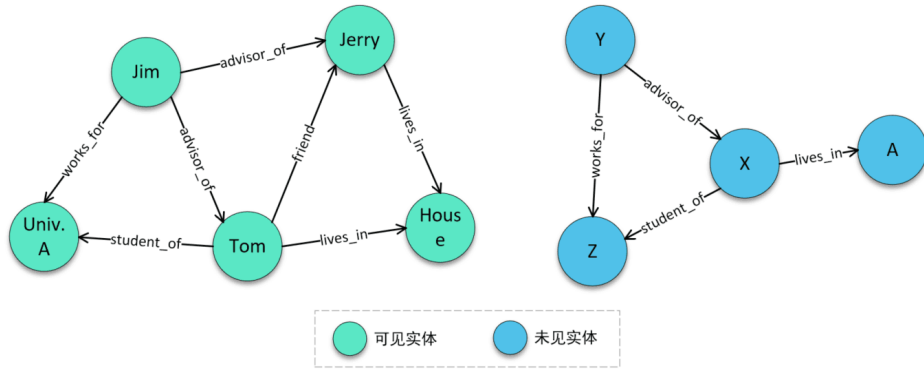 Jim
advisor_of
Jerry
works_for
advisor_of
friend
lives_in
Univ.
A
student_of
Tom
lives_in
Hous
e
Y
advisor_of
works_for
X
lives_in
A
student_of
Z
可见实体
未见实体